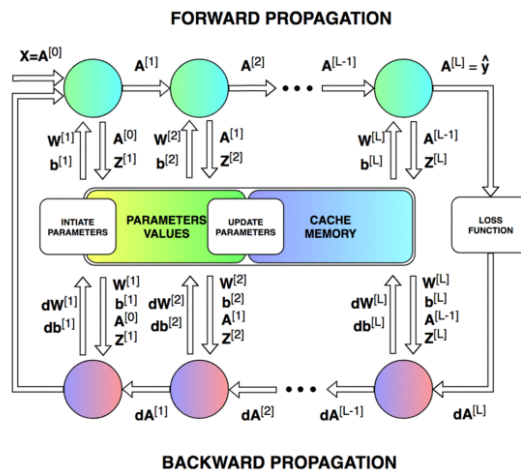 FORWARD PROPAGATION
X=A[0]
A[1]
A[2]
A[L-1]
A[L] = ŷ
W[1]
b[1]
A[0]
Z[1]
W[2]
b[2]
A[1]
Z[2]
W[L]
b[L]
A[L-1]
Z[L]
INTIATE
PARAMETERS
PARAMETERS
VALUES
UPDATE
PARAMETERS
CACHE
MEMORY
LOSS
FUNCTION
dW[1]
db[1]
W[1]
b[1]
A[0]
Z[1]
dW[2]
db[2]
W[2]
b[2]
A[1]
Z[2]
dW[L]
db[L]
W[L]
b[L]
A[L-1]
Z[L]
dA[1]
dA[2]
dA[L-1]
dA[L]
BACKWARD PROPAGATION